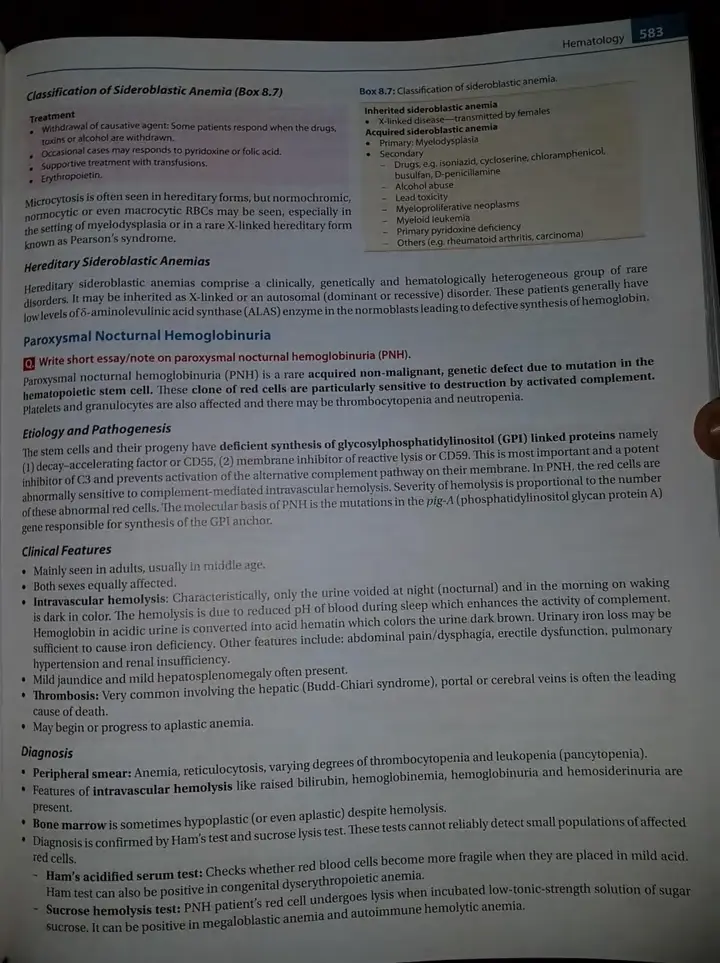 Hematology 583
Classification of Sideroblastic Anemia (Box 8.7)
Treatment
• Withdrawal of causative agent: Some patients respond when the drugs,
toxins or alcohol are withdrawn.
• Occasional cases may responds to pyridoxine or folic acid.
• Supportive treatment with transfusions.
• Erythropoietin.
Microcytosis is often seen in hereditary forms, but normochromic,
normocytic or even macrocytic RBCs may be seen, especially in
the setting of myelodysplasia or in a rare X-linked hereditary form
known as Pearson's syndrome.
Box 8.7: Classification of sideroblastic anemia.
Inherited sideroblastic anemia
• X-linked disease—transmitted by females
Acquired sideroblastic anemia
• Primary: Myelodysplasia
• Secondary
– Drugs, e.g. isoniazid, cycloserine, chloramphenicol,
busulfan, D-penicillamine
– Alcohol abuse
– Lead toxicity
– Myeloproliferative neoplasms
– Myeloid leukemia
– Primary pyridoxine deficiency
– Others (e.g. rheumatoid arthritis, carcinoma)
Hereditary Sideroblastic Anemias
Hereditary sideroblastic anemias comprise a clinically, genetically and hematologically heterogeneous group of rare
disorders. It may be inherited as X-linked or an autosomal (dominant or recessive) disorder. These patients generally have
low levels of δ-aminolevulinic acid synthase (ALAS) enzyme in the normoblasts leading to defective synthesis of hemoglobin.
Paroxysmal Nocturnal Hemoglobinuria
Q Write short essay/note on paroxysmal nocturnal hemoglobinuria (PNH).
Paroxysmal nocturnal hemoglobinuria (PNH) is a rare acquired non-malignant, genetic defect due to mutation in the
hematopoietic stem cell. These clone of red cells are particularly sensitive to destruction by activated complement.
Platelets and granulocytes are also affected and there may be thrombocytopenia and neutropenia.
Etiology and Pathogenesis
The stem cells and their progeny have deficient synthesis of glycosylphosphatidylinositol (GPI) linked proteins namely
(1) decay–accelerating factor or CD55, (2) membrane inhibitor of reactive lysis or CD59. This is most important and a potent
inhibitor of C3 and prevents activation of the alternative complement pathway on their membrane. In PNH, the red cells are
abnormally sensitive to complement-mediated intravascular hemolysis. Severity of hemolysis is proportional to the number
of these abnormal red cells. The molecular basis of PNH is the mutations in the pig-A (phosphatidylinositol glycan protein A)
gene responsible for synthesis of the GPI anchor.
Clinical Features
• Mainly seen in adults, usually in middle age.
• Both sexes equally affected.
• Intravascular hemolysis: Characteristically, only the urine voided at night (nocturnal) and in the morning on waking
is dark in color. The hemolysis is due to reduced pH of blood during sleep which enhances the activity of complement.
Hemoglobin in acidic urine is converted into acid hematin which colors the urine dark brown. Urinary iron loss may be
sufficient to cause iron deficiency. Other features include: abdominal pain/dysphagia, erectile dysfunction, pulmonary
hypertension and renal insufficiency.
• Mild jaundice and mild hepatosplenomegaly often present.
• Thrombosis: Very common involving the hepatic (Budd-Chiari syndrome), portal or cerebral veins is often the leading
cause of death.
• May begin or progress to aplastic anemia.
Diagnosis
• Peripheral smear: Anemia, reticulocytosis, varying degrees of thrombocytopenia and leukopenia (pancytopenia).
• Features of intravascular hemolysis like raised bilirubin, hemoglobinemia, hemoglobinuria and hemosiderinuria are
present.
• Bone marrow is sometimes hypoplastic (or even aplastic) despite hemolysis.
• Diagnosis is confirmed by Ham's test and sucrose lysis test. These tests cannot reliably detect small populations of affected
red cells.
– Ham's acidified serum test: Checks whether red blood cells become more fragile when they are placed in mild acid.
Ham test can also be positive in congenital dyserythropoietic anemia.
– Sucrose hemolysis test: PNH patient's red cell undergoes lysis when incubated low-tonic-strength solution of sugar
sucrose. It can be positive in megaloblastic anemia and autoimmune hemolytic anemia.